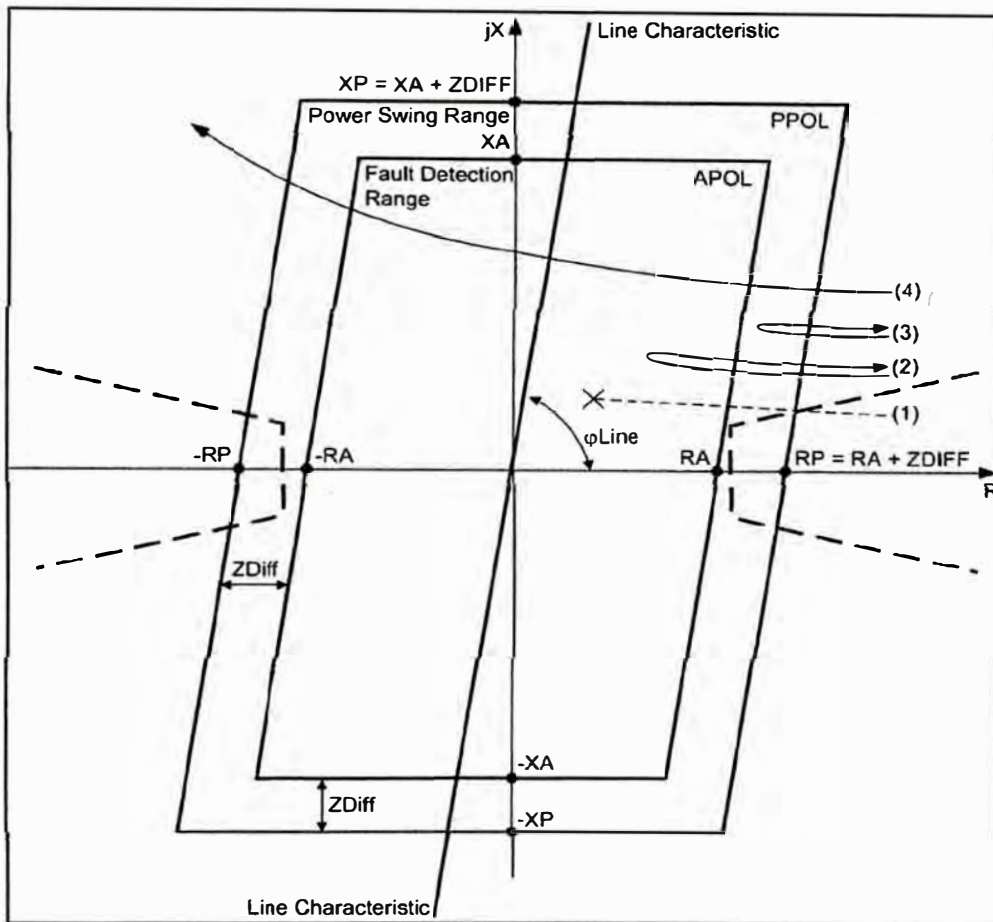 jX
Line Characteristic
XP = XA + ZDIFF
Power Swing Range
PPOL
XA
Fault Detection
Range
APOL
(4)
(3)
(2)
(1)
φLine
-RP
-RA
RA
RP = RA + ZDIFF
R
ZDiff
-XA
ZDiff
-XP
Line Characteristic